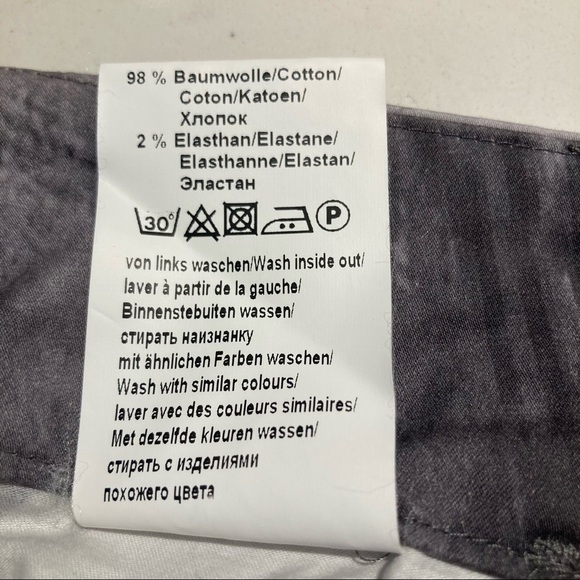 98 % Baumwolle/Cotton/
Coton/Katoen/
Хлопок
2 % Elasthan/Elastane/
Elasthanne/Elastan/
Эластан
30° P
von links waschen/Wash inside out/
laver à partir de la gauche/
Binnenstebuiten wassen/
стирать наизнанку
mit ähnlichen Farben waschen/
Wash with similar colours/
laver avec des couleurs similaires/
Met dezelfde kleuren wassen/
стирать с изделиями
похожего цвета